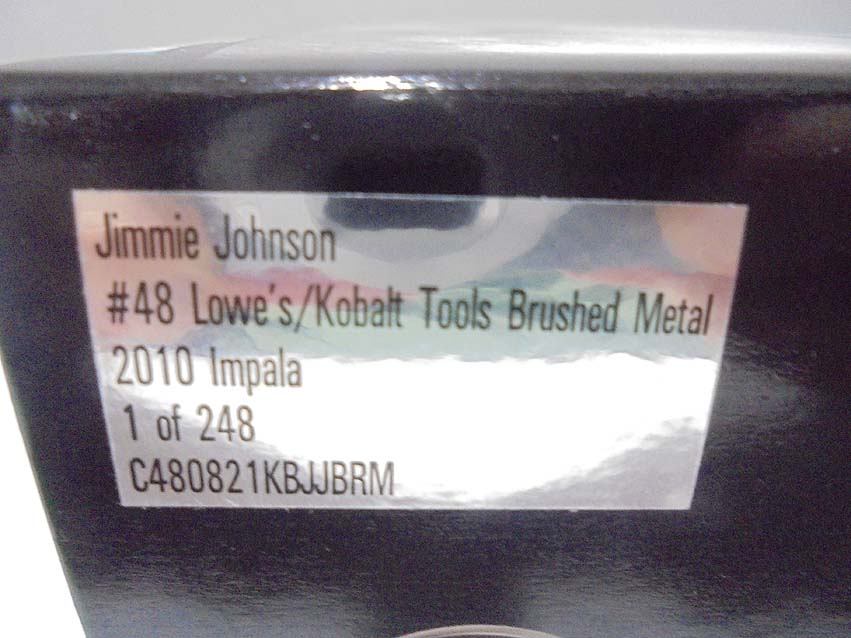 Jimmie Johnson
#48 Lowe's/Kobalt Tools Brushed Metal
2010 Impala
1 of 248
C480821KBJJBRM